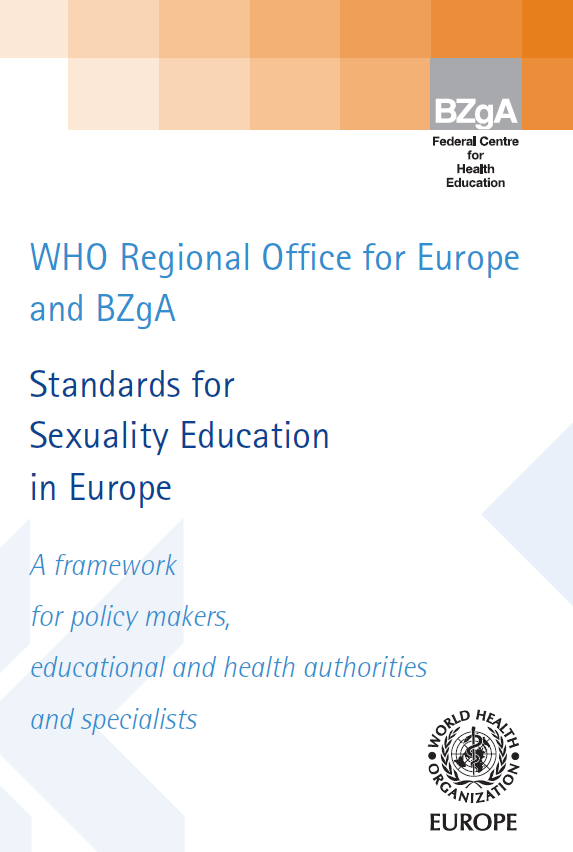 BZgA
Federal Centre
for
Health
Education
WHO Regional Office for Europe
and BZgA
Standards for
Sexuality Education
in Europe
A framework
for policy makers,
educational and health authorities
and specialists
WORLD HEALTH
ORGANIZATION
EUROPE